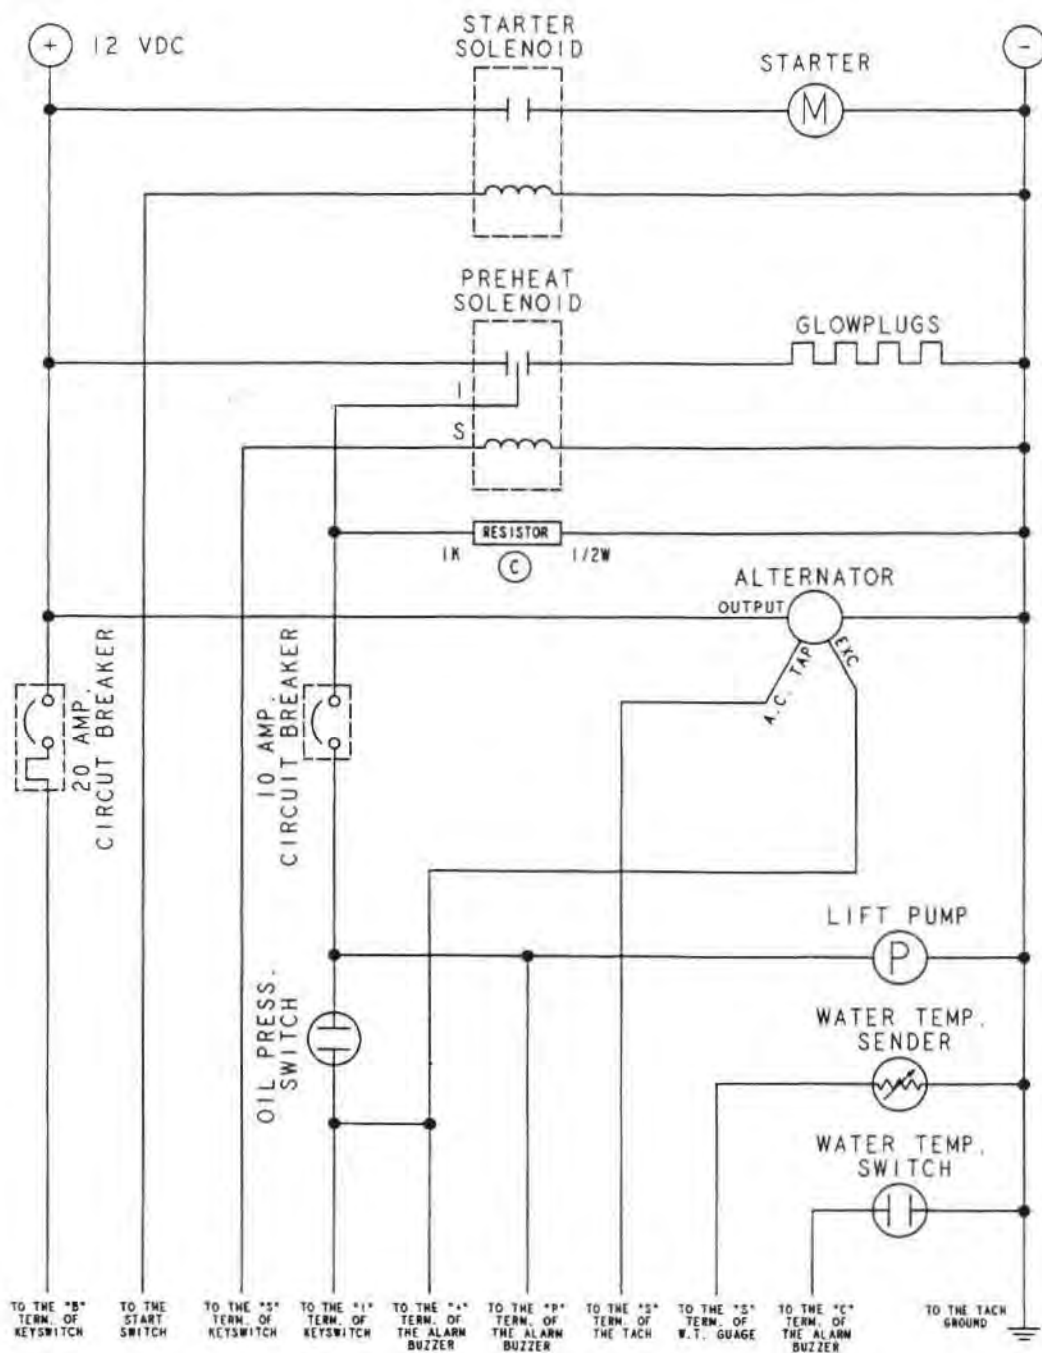 + 12 VDC
-
STARTER
SOLENOID
STARTER
M
PREHEAT
SOLENOID
GLOWPLUGS
I
S
RESISTOR
1K
1/2W
C
ALTERNATOR
OUTPUT
A.C. TAP
EXC
20 AMP.
CIRCUT BREAKER
10 AMP.
CIRCUIT BREAKER
LIFT PUMP
P
OIL PRESS.
SWITCH
WATER TEMP.
SENDER
WATER TEMP.
SWITCH
TO THE "B"
TERM. OF
KEYSWITCH
TO THE
START
SWITCH
TO THE "S"
TERM. OF
KEYSWITCH
TO THE "I"
TERM. OF
KEYSWITCH
TO THE "+"
TERM. OF
THE ALARM
BUZZER
TO THE "P"
TERM. OF
THE ALARM
BUZZER
TO THE "S"
TERM. OF
THE TACH
TO THE "S"
TERM. OF
W.T. GUAGE
TO THE "C"
TERM. OF
THE ALARM
BUZZER
TO THE TACH
GROUND